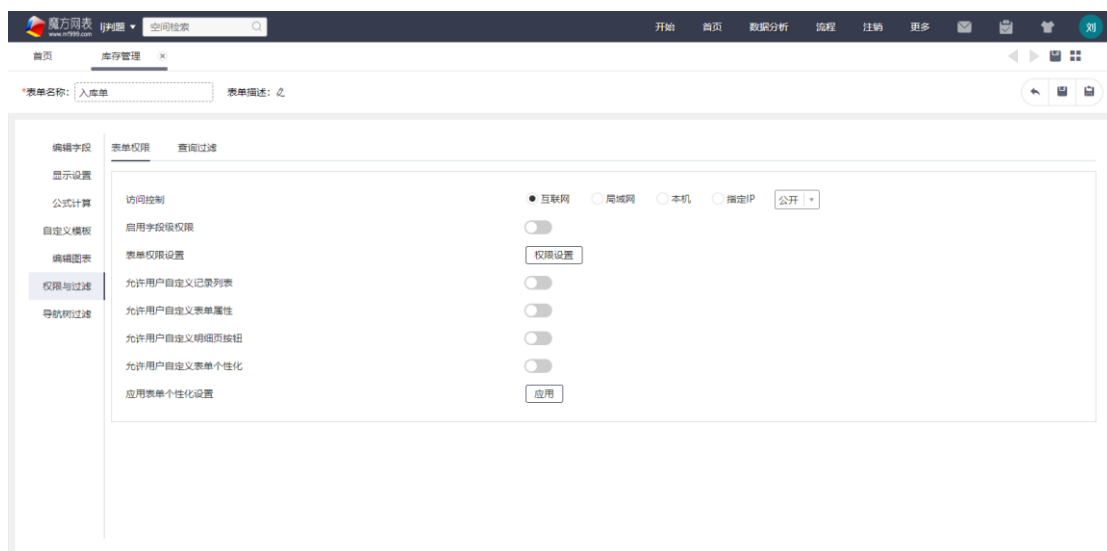 魔方网表 lj判题 空间检索 开始 首页 数据分析 流程 注销 更多 刘
www.mf999.com
首页 库存管理
*表单名称: 入库单 表单描述:
编辑字段 表单权限 查询过滤
显示设置
公式计算 访问控制 互联网 局域网 本机 指定IP 公开
自定义模板 启用字段级权限
编辑图表 表单权限设置 权限设置
权限与过滤 允许用户自定义记录列表
导航树过滤 允许用户自定义表单属性
允许用户自定义明细页按钮
允许用户自定义表单个性化
应用表单个性化设置 应用